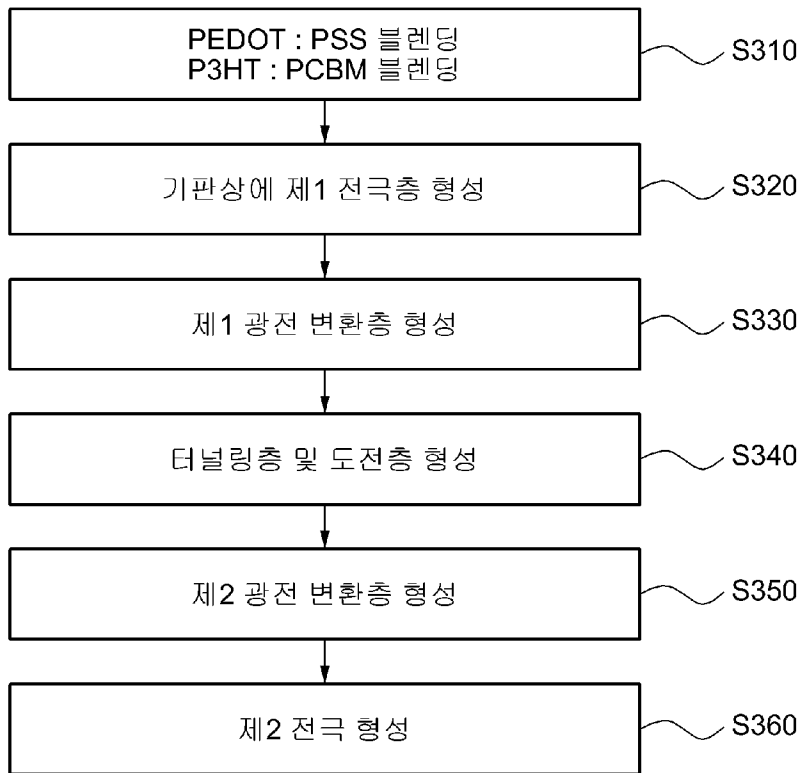 PEDOT : PSS 블렌딩
P3HT : PCBM 블렌딩
S310
기판상에 제1 전극층 형성
S320
제1 광전 변환층 형성
S330
터널링층 및 도전층 형성
S340
제2 광전 변환층 형성
S350
제2 전극 형성
S360